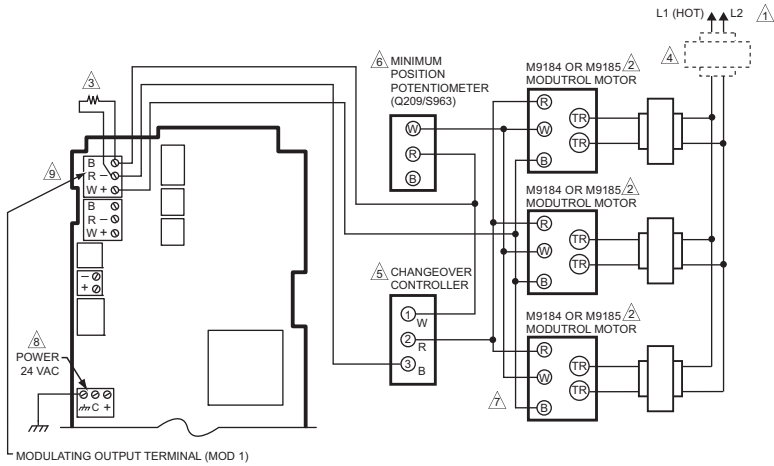 L1 (HOT) L2 1
6 MINIMUM
POSITION
POTENTIOMETER
(Q209/S963)
W
R
B
M9184 OR M9185 2
MODUTROL MOTOR
R
W
B
TR
TR
4
3
9
B
R –
W +
B
R –
W +
–
+
M9184 OR M9185 2
MODUTROL MOTOR
R
W
B
TR
TR
5 CHANGEOVER
CONTROLLER
1 W
2 R
3 B
M9184 OR M9185 2
MODUTROL MOTOR
R
W
B
TR
TR
7
8
POWER
24 VAC
C +
MODULATING OUTPUT TERMINAL (MOD 1)